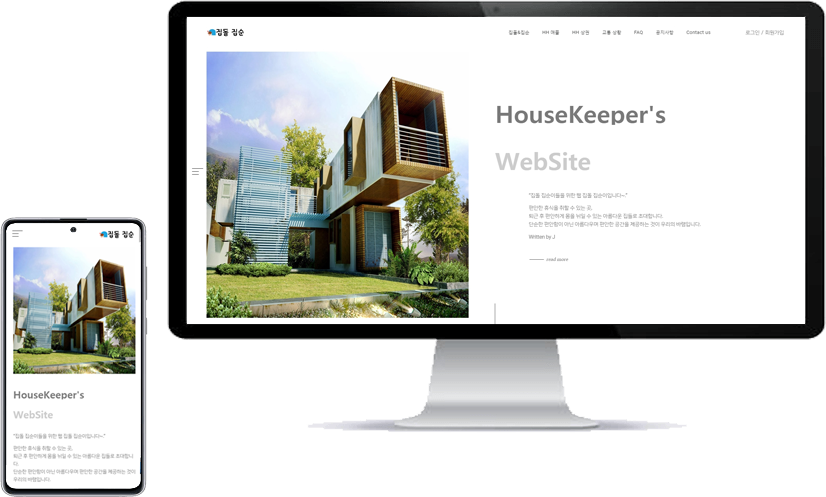 집돌 집순
집돌&집순 HH 매물 HH 상권 교통 상황 FAQ 공지사항 Contact us 로그인 / 회원가입
HouseKeeper's
WebSite
"집돌 집순이들을 위한 웹 집돌 집순이입니다~."
편안한 휴식을 취할 수 있는 곳,
퇴근 후 편안하게 몸을 뉘일 수 있는 아름다운 집들로 초대합니다.
단순한 편안함이 아닌 아름다우며 편안한 공간을 제공하는 것이 우리의 바램입니다.
Written by.J
read more
집돌 집순
HouseKeeper's
WebSite
"집돌 집순이들을 위한 웹 집돌 집순이입니다~."
편안한 휴식을 취할 수 있는 곳,
퇴근 후 편안하게 몸을 뉘일 수 있는 아름다운 집들로 초대합니
다.
단순한 편안함이 아닌 아름다우며 편안한 공간을 제공하는 것이
우리의 바램입니다.